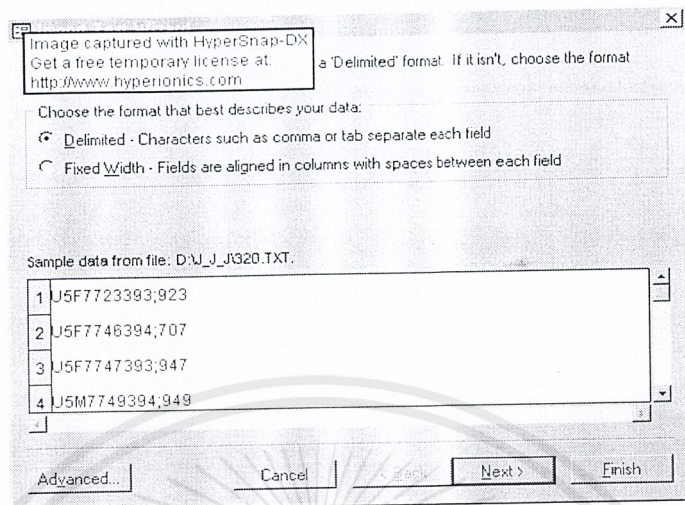 Image captured with HyperSnap-DX
Get a free temporary license at:
http://www.hyperionics.com
a 'Delimited' format. If it isn't, choose the format
Choose the format that best describes your data:
Delimited - Characters such as comma or tab separate each field
Fixed Width - Fields are aligned in columns with spaces between each field
Sample data from file: D:\J_J_J\320.TXT.
1 U5F7723393;923
2 U5F7746394;707
3 U5F7747393;947
4 U5M7749394;949
Advanced... Cancel < Back Next > Finish